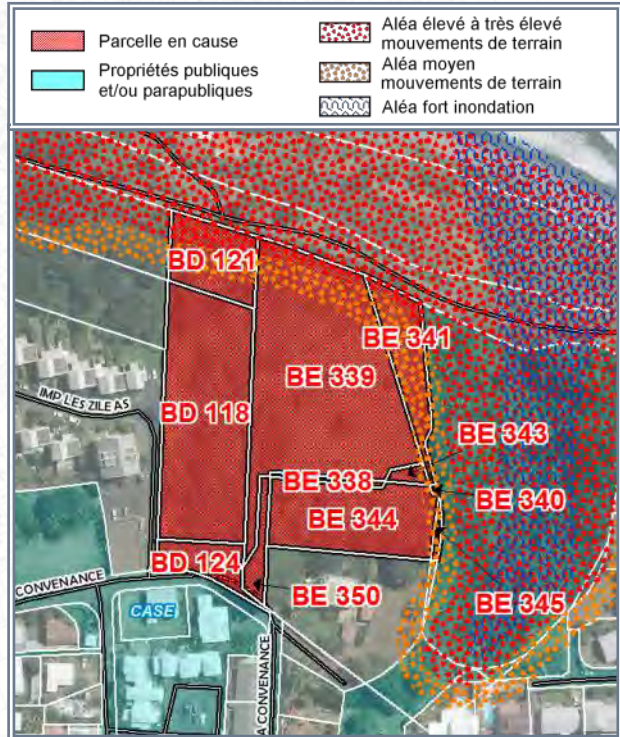 Parcelle en cause
Propriétés publiques
et/ou parapubliques
Aléa élevé à très élevé
mouvements de terrain
Aléa moyen
mouvements de terrain
Aléa fort inondation
BD 121
BE 341
BE 339
IMP LES ZILEAS
BD 118
BE 343
BE 338
BE 340
BE 344
BD 124
CONVENANCE
BE 350
BE 345
CASE
A CONVENANCE